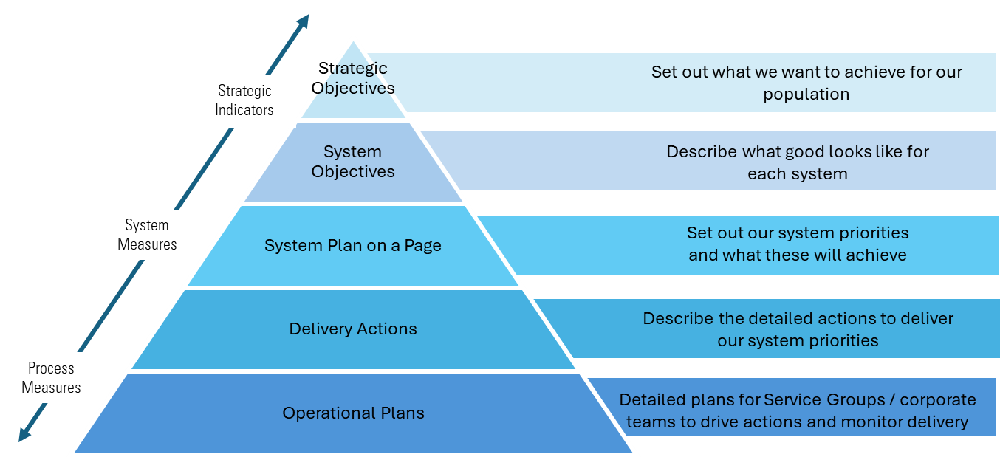 Strategic
Objectives
Set out what we want to achieve for our
population
Strategic
Indicators
System
Objectives
Describe what good looks like for
each system
System
Measures
System Plan on a Page
Set out our system priorities
and what these will achieve
Delivery Actions
Describe the detailed actions to deliver
our system priorities
Process
Measures
Operational Plans
Detailed plans for Service Groups / corporate
teams to drive actions and monitor delivery